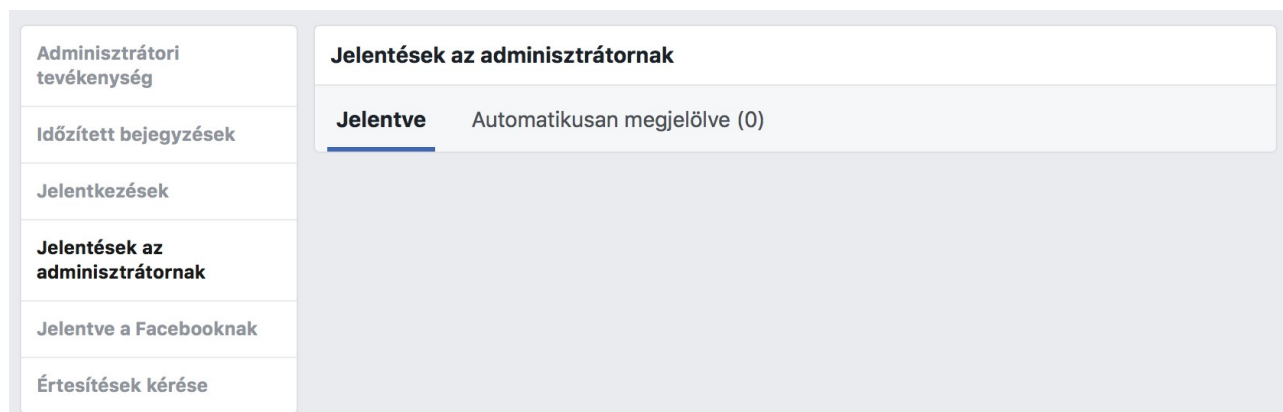 Adminisztrátori
tevékenység
Időzített bejegyzések
Jelentkezések
Jelentések az
adminisztrátornak
Jelentve a Facebooknak
Értesítések kérése
Jelentések az adminisztrátornak
Jelentve Automatikusan megjelölve (0)